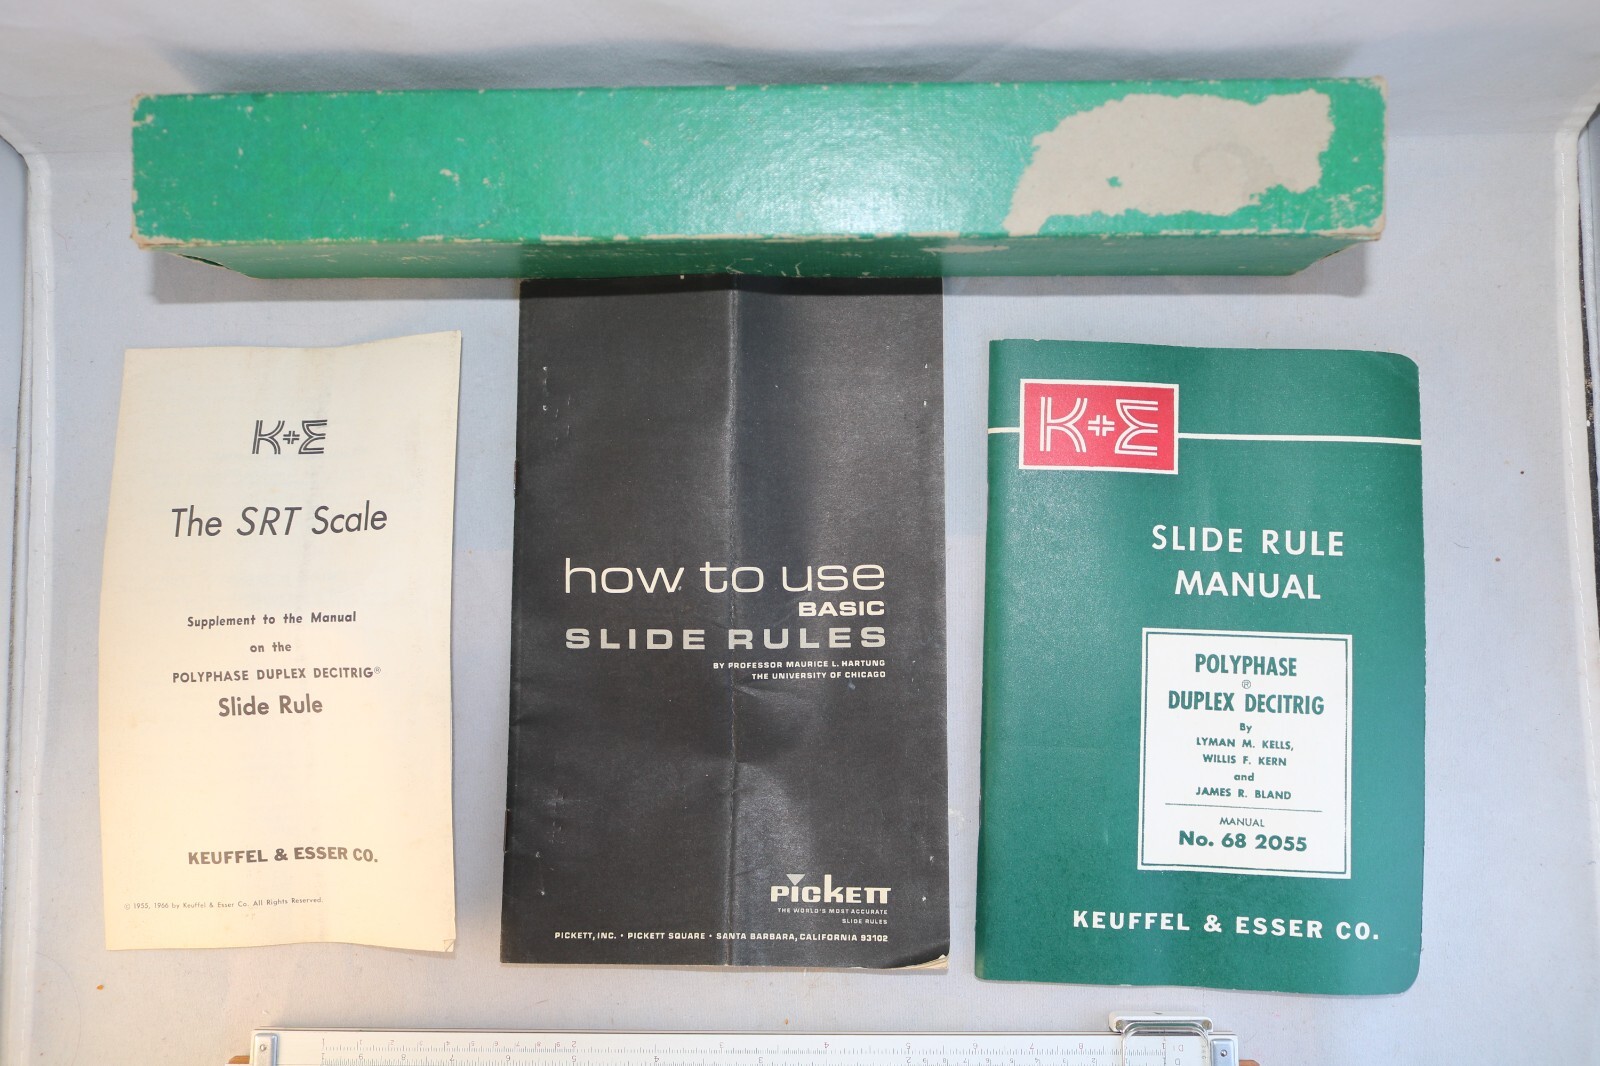 K+E
The SRT Scale
Supplement to the Manual
on the
POLYPHASE DUPLEX DECITRIG®
Slide Rule
KEUFFEL & ESSER CO.
© 1955, 1966 by Keuffel & Esser Co. All Rights Reserved.
how to use
BASIC
SLIDE RULES
BY PROFESSOR MAURICE L. HARTUNG
THE UNIVERSITY OF CHICAGO
PICKETT
THE WORLD'S MOST ACCURATE
SLIDE RULES
PICKETT, INC. • PICKETT SQUARE • SANTA BARBARA, CALIFORNIA 93102
K+E
SLIDE RULE
MANUAL
POLYPHASE
®
DUPLEX DECITRIG
By
LYMAN M. KELLS,
WILLIS F. KERN
and
JAMES R. BLAND
MANUAL
No. 68 2055
KEUFFEL & ESSER CO.